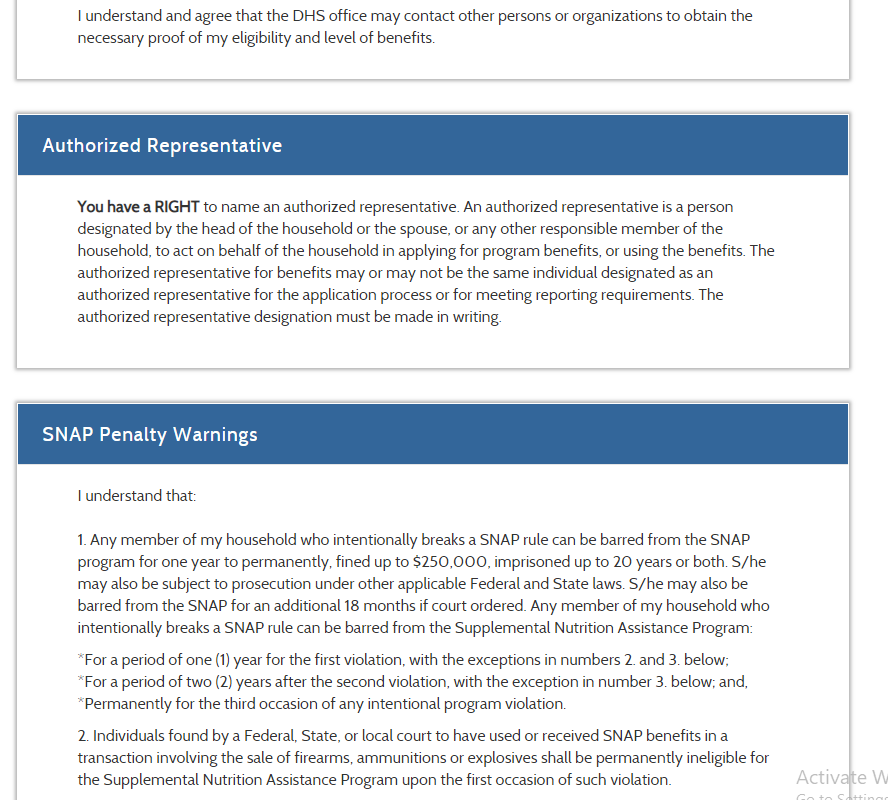 I understand and agree that the DHS office may contact other persons or organizations to obtain the
necessary proof of my eligibility and level of benefits.
Authorized Representative
You have a RIGHT to name an authorized representative. An authorized representative is a person
designated by the head of the household or the spouse, or any other responsible member of the
household, to act on behalf of the household in applying for program benefits, or using the benefits. The
authorized representative for benefits may or may not be the same individual designated as an
authorized representative for the application process or for meeting reporting requirements. The
authorized representative designation must be made in writing.
SNAP Penalty Warnings
I understand that:
1. Any member of my household who intentionally breaks a SNAP rule can be barred from the SNAP
program for one year to permanently, fined up to $250,000, imprisoned up to 20 years or both. S/he
may also be subject to prosecution under other applicable Federal and State laws. S/he may also be
barred from the SNAP for an additional 18 months if court ordered. Any member of my household who
intentionally breaks a SNAP rule can be barred from the Supplemental Nutrition Assistance Program:
*For a period of one (1) year for the first violation, with the exceptions in numbers 2. and 3. below;
*For a period of two (2) years after the second violation, with the exception in number 3. below; and,
*Permanently for the third occasion of any intentional program violation.
2. Individuals found by a Federal, State, or local court to have used or received SNAP benefits in a
transaction involving the sale of firearms, ammunitions or explosives shall be permanently ineligible for
the Supplemental Nutrition Assistance Program upon the first occasion of such violation.
Activate W
Go to Settings